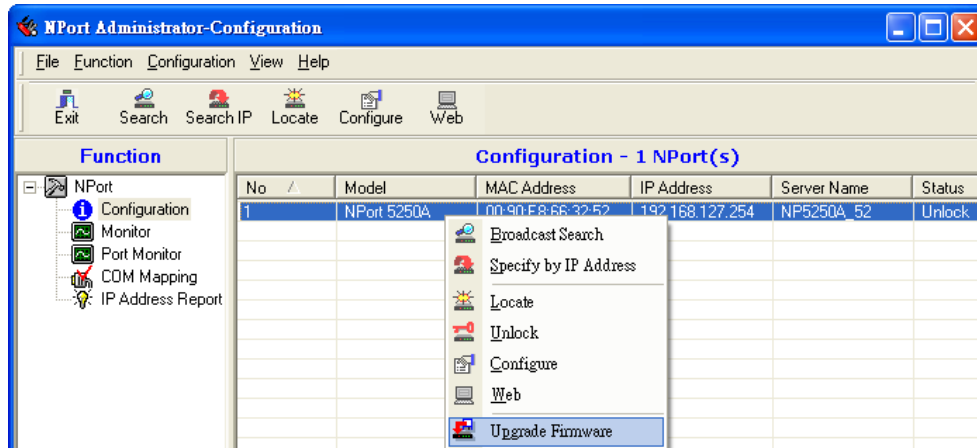 NPort Administrator-Configuration
File Function Configuration View Help
Exit Search Search IP Locate Configure Web
Function
Configuration - 1 NPort(s)
NPort
Configuration
Monitor
Port Monitor
COM Mapping
IP Address Report
No Model MAC Address IP Address Server Name Status
1 NPort 5250A 00:90:E8:66:32:52 192.168.127.254 NP5250A_52 Unlock
Broadcast Search
Specify by IP Address
Locate
Unlock
Configure
Web
Upgrade Firmware